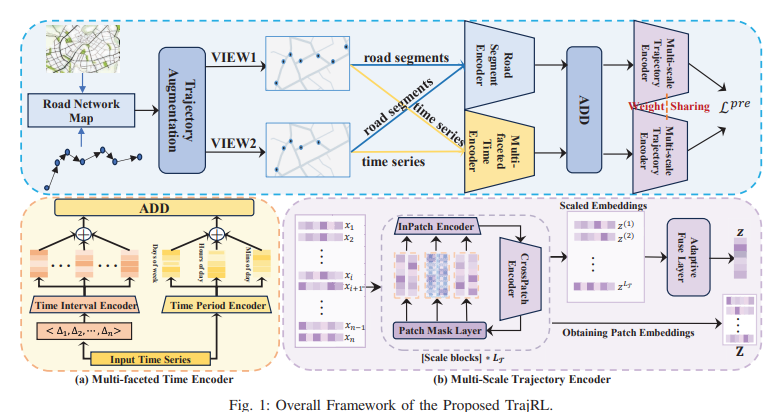 Road Network
Map
Trajectory
Augmentation
VIEW1
VIEW2
road segments
road segments
time series
time series
Road
Segment
Encoder
Multi-
faceted
Time
Encoder
ADD
Multi-scale
Trajectory
Encoder
Weight Sharing
Multi-scale
Trajectory
Encoder
ℒ^pre
ADD
Days of week
Hours of day
Mins of day
Time Interval Encoder
Time Period Encoder
< Δ1, Δ2, ⋯, Δn >
Input Time Series
(a) Multi-faceted Time Encoder
x1
x2
xi
xi+1
xn−1
xn
InPatch Encoder
CrossPatch
Encoder
Patch Mask Layer
[Scale blocks] * L𝒯
Scaled Embeddings
z(1)
z(2)
zL𝒯
Adaptive
Fuse Layer
z
Obtaining Patch Embeddings
Z
(b) Multi-Scale Trajectory Encoder
Fig. 1: Overall Framework of the Proposed TrajRL.